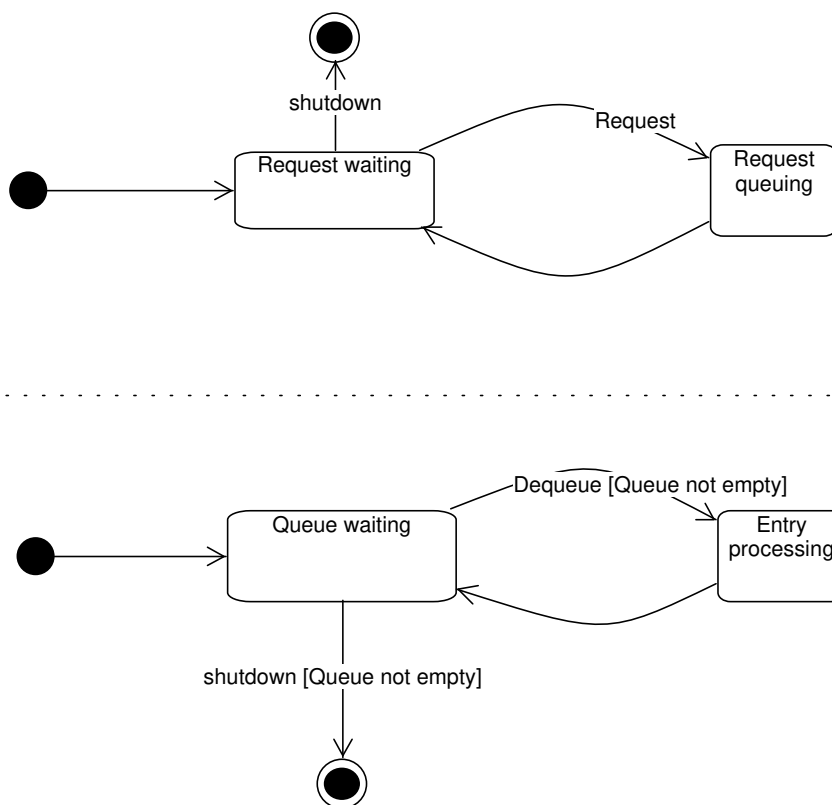 shutdown
Request waiting
Request
Request
queuing
Dequeue [Queue not empty]
Queue waiting
Entry
processing
shutdown [Queue not empty]